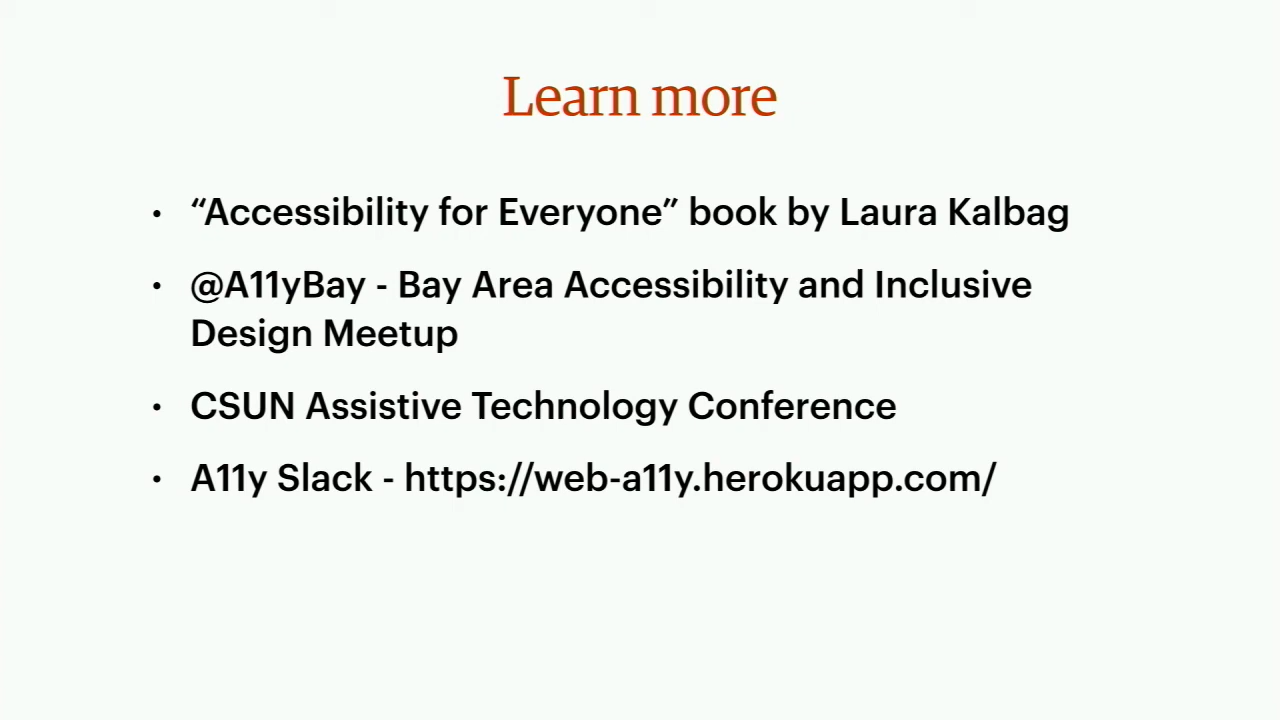 Learn more
• “Accessibility for Everyone” book by Laura Kalbag
• @A11yBay - Bay Area Accessibility and Inclusive
Design Meetup
• CSUN Assistive Technology Conference
• A11y Slack - https://web-a11y.herokuapp.com/